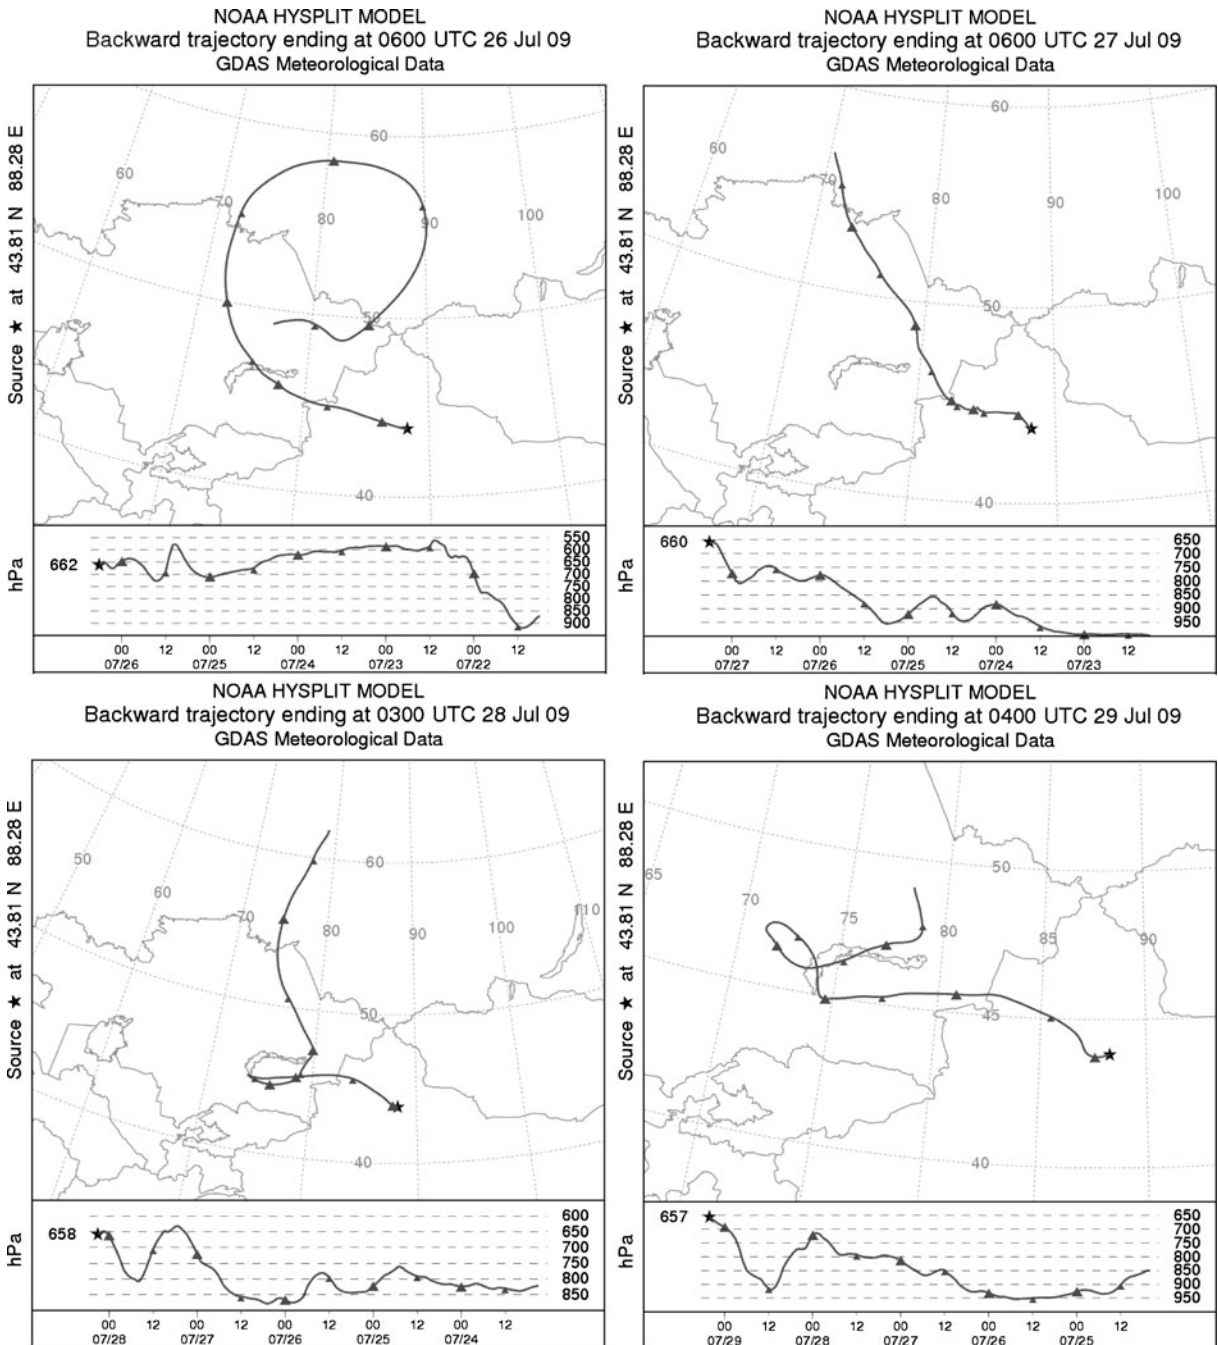 NOAA HYSPLIT MODEL
Backward trajectory ending at 0600 UTC 26 Jul 09
GDAS Meteorological Data
Source ★ at 43.81 N 88.28 E
60
60
70
80
90
100
50
40
hPa
662
550
600
650
700
750
800
850
900
00 12 00 12 00 12 00 12 00 12
07/26 07/25 07/24 07/23 07/22
NOAA HYSPLIT MODEL
Backward trajectory ending at 0600 UTC 27 Jul 09
GDAS Meteorological Data
Source ★ at 43.81 N 88.28 E
60
60
70
80
90
100
50
40
hPa
660
650
700
750
800
850
900
950
00 12 00 12 00 12 00 12 00 12
07/27 07/26 07/25 07/24 07/23
NOAA HYSPLIT MODEL
Backward trajectory ending at 0300 UTC 28 Jul 09
GDAS Meteorological Data
Source ★ at 43.81 N 88.28 E
50
60
60
70
80
90
100
110
50
40
hPa
658
600
650
700
750
800
850
00 12 00 12 00 12 00 12 00 12
07/28 07/27 07/26 07/25 07/24
NOAA HYSPLIT MODEL
Backward trajectory ending at 0400 UTC 29 Jul 09
GDAS Meteorological Data
Source ★ at 43.81 N 88.28 E
65
50
70
75
80
85
90
45
40
hPa
657
650
700
750
800
850
900
950
00 12 00 12 00 12 00 12 00 12
07/29 07/28 07/27 07/26 07/25